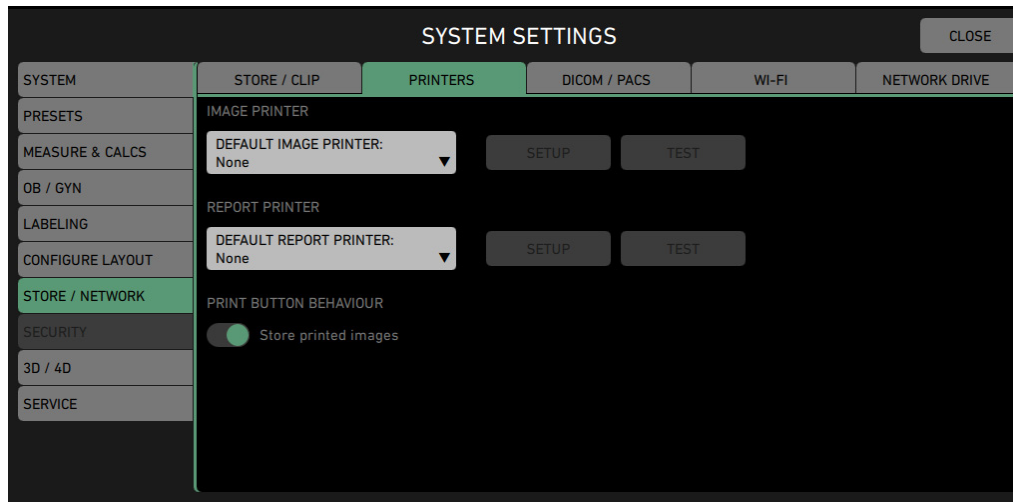 SYSTEM SETTINGS
CLOSE
SYSTEM
PRESETS
MEASURE & CALCS
OB / GYN
LABELING
CONFIGURE LAYOUT
STORE / NETWORK
SECURITY
3D / 4D
SERVICE
STORE / CLIP
PRINTERS
DICOM / PACS
WI-FI
NETWORK DRIVE
IMAGE PRINTER
DEFAULT IMAGE PRINTER:
None
SETUP
TEST
REPORT PRINTER
DEFAULT REPORT PRINTER:
None
SETUP
TEST
PRINT BUTTON BEHAVIOUR
Store printed images